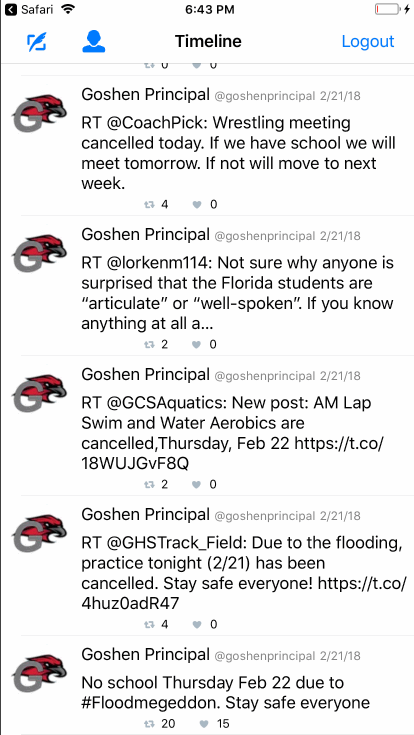 Safari 6:43 PM
Timeline Logout
0 0
Goshen Principal @goshenprincipal 2/21/18
RT @CoachPick: Wrestling meeting
cancelled today. If we have school we will
meet tomorrow. If not will move to next
week.
4 0
Goshen Principal @goshenprincipal 2/21/18
RT @lorkenm114: Not sure why anyone is
surprised that the Florida students are
“articulate” or “well-spoken”. If you know
anything at all a...
2 0
Goshen Principal @goshenprincipal 2/21/18
RT @GCSAquatics: New post: AM Lap
Swim and Water Aerobics are
cancelled,Thursday, Feb 22 https://t.co/
18WUJGvF8Q
2 0
Goshen Principal @goshenprincipal 2/21/18
RT @GHSTrack_Field: Due to the flooding,
practice tonight (2/21) has been
cancelled. Stay safe everyone! https://t.co/
4huz0adR47
4 0
Goshen Principal @goshenprincipal 2/21/18
No school Thursday Feb 22 due to
#Floodmegeddon. Stay safe everyone
20 15